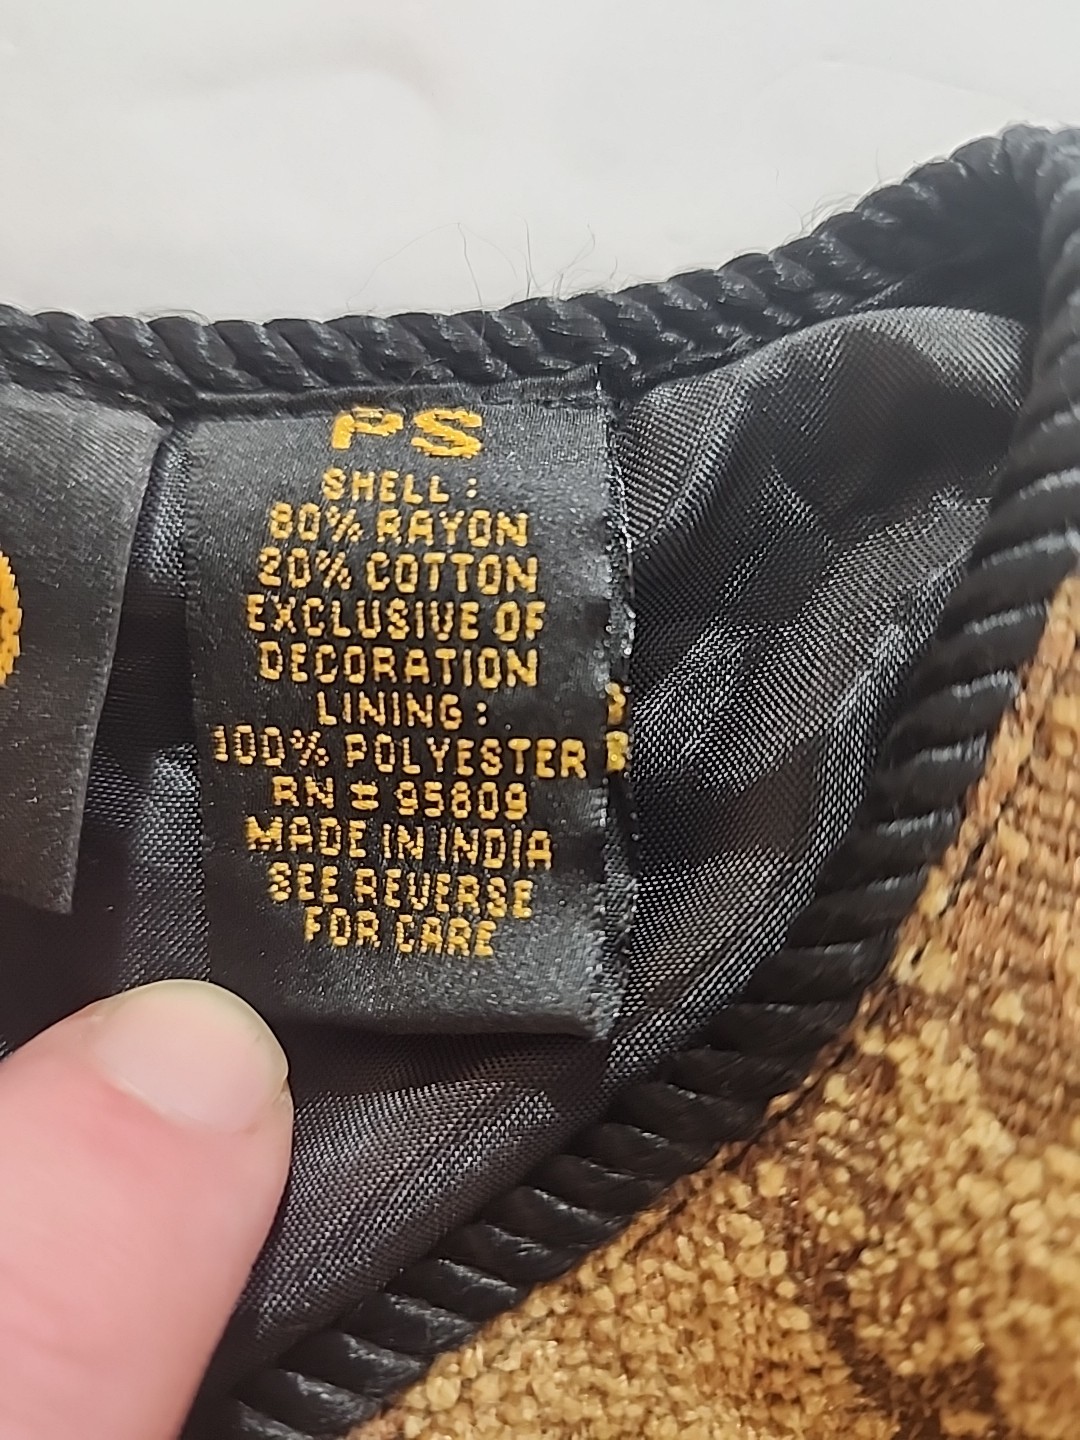 PS
SHELL:
80% RAYON
20% COTTON
EXCLUSIVE OF
DECORATION
LINING:
100% POLYESTER
RN # 95809
MADE IN INDIA
SEE REVERSE
FOR CARE